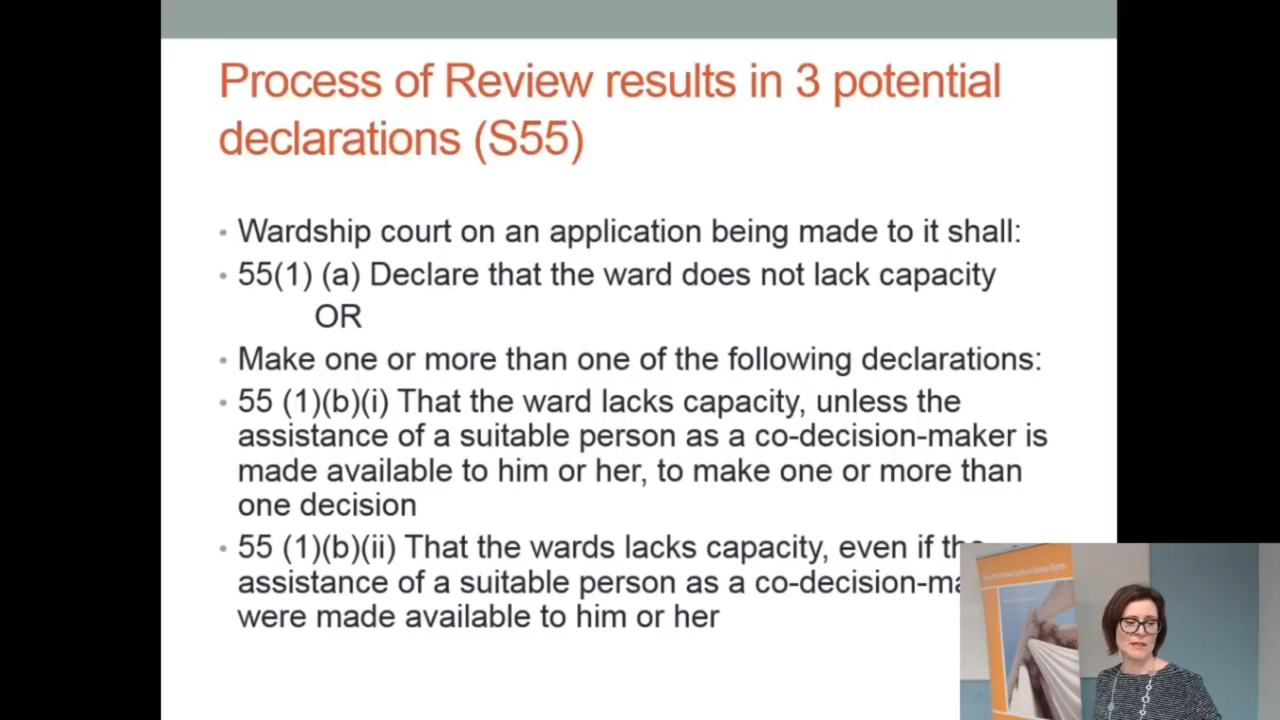 Process of Review results in 3 potential
declarations (S55)
• Wardship court on an application being made to it shall:
• 55(1) (a) Declare that the ward does not lack capacity
OR
• Make one or more than one of the following declarations:
• 55 (1)(b)(i) That the ward lacks capacity, unless the
assistance of a suitable person as a co-decision-maker is
made available to him or her, to make one or more than
one decision
• 55 (1)(b)(ii) That the wards lacks capacity, even if the
assistance of a suitable person as a co-decision-ma
were made available to him or her
Human Rights